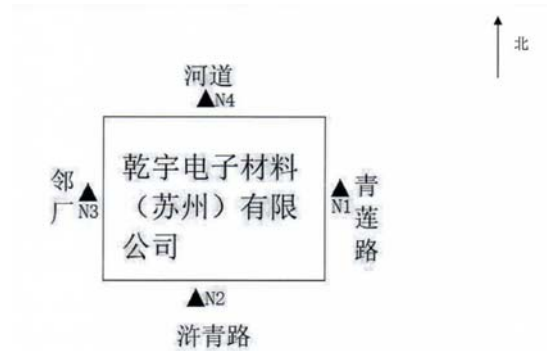 北
河道
▲N4
乾宇电子材料
（苏州）有限
公司
邻厂
▲N3
▲N1
青莲路
▲N2
浒青路